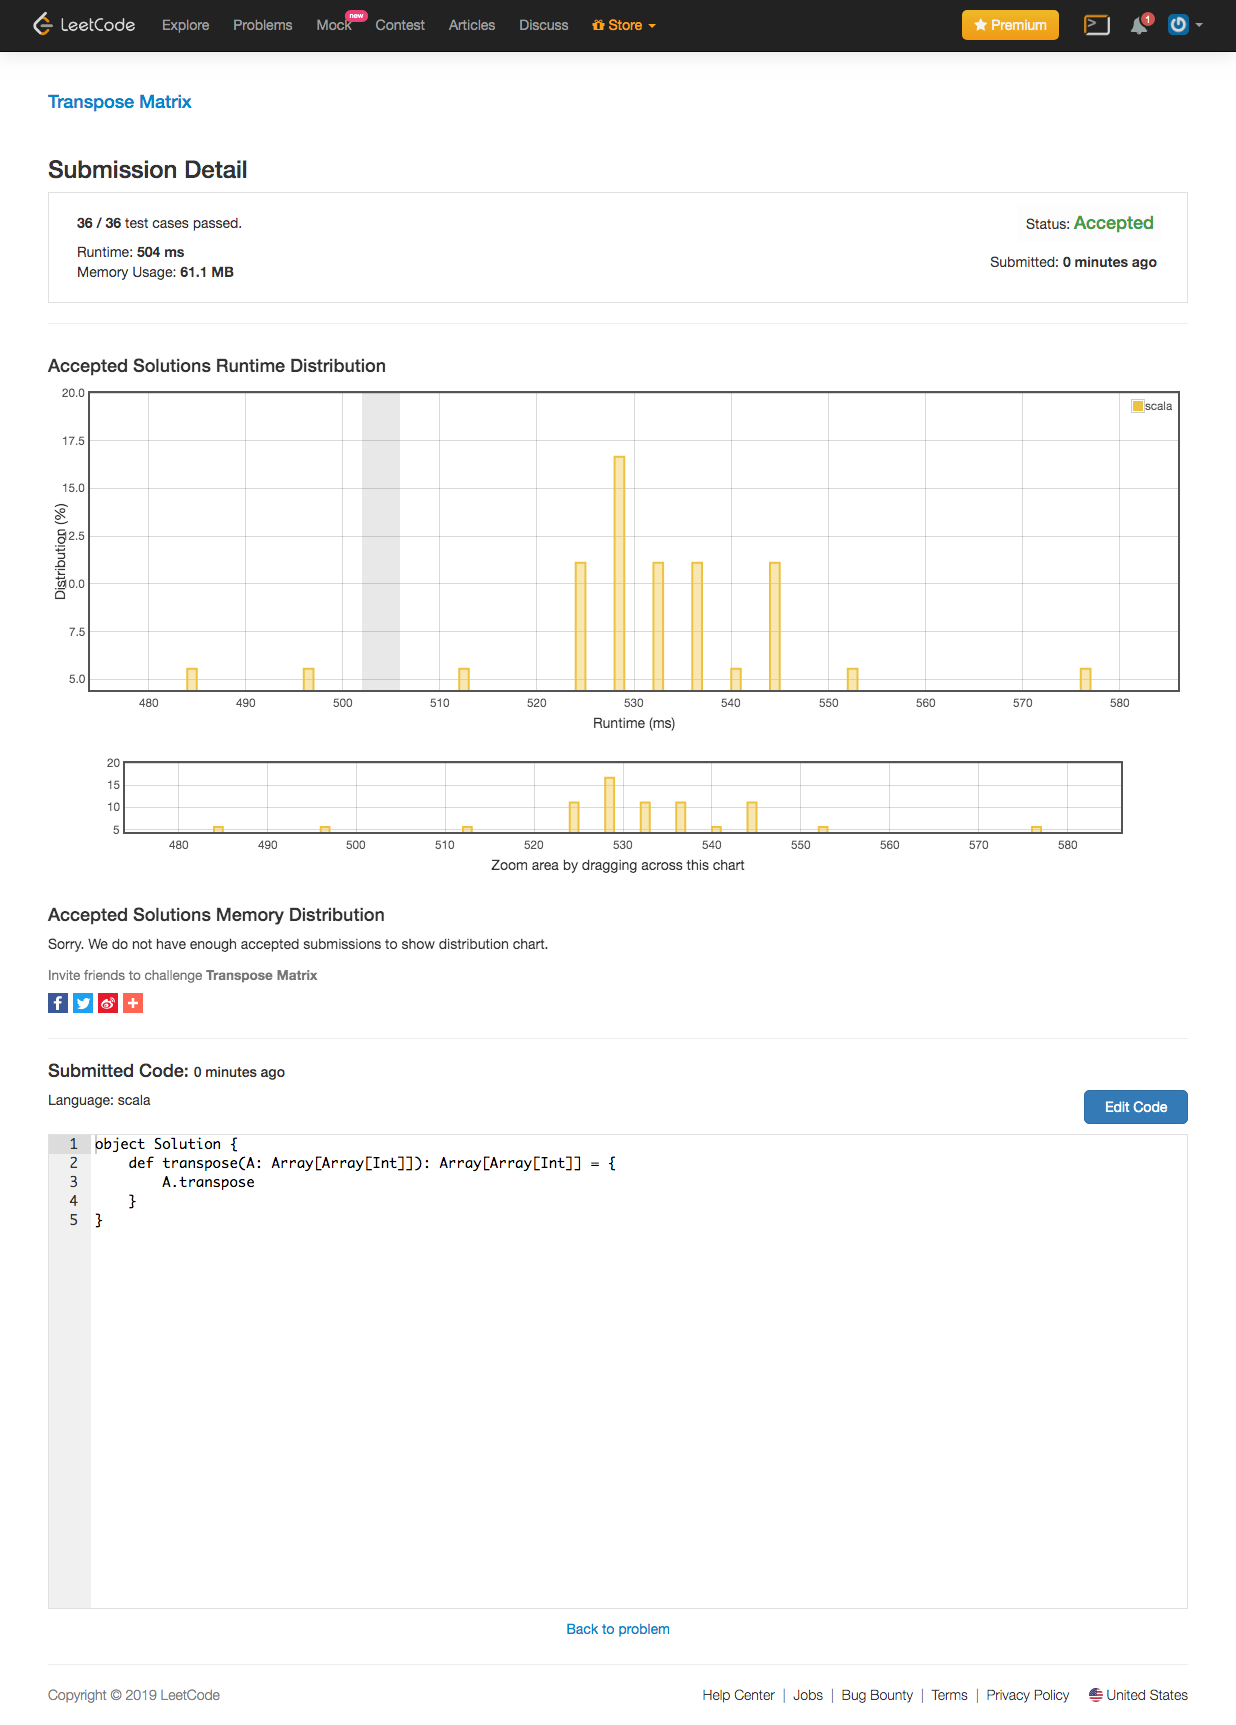 LeetCode Explore Problems Mock new Contest Articles Discuss Store Premium 1
Transpose Matrix
Submission Detail
36 / 36 test cases passed.
Status: Accepted
Runtime: 504 ms
Submitted: 0 minutes ago
Memory Usage: 61.1 MB
Accepted Solutions Runtime Distribution
20.0
scala
17.5
15.0
12.5
10.0
7.5
5.0
Distribution (%)
480 490 500 510 520 530 540 550 560 570 580
Runtime (ms)
20
15
10
5
480 490 500 510 520 530 540 550 560 570 580
Zoom area by dragging across this chart
Accepted Solutions Memory Distribution
Sorry. We do not have enough accepted submissions to show distribution chart.
Invite friends to challenge Transpose Matrix
Submitted Code: 0 minutes ago
Language: scala
Edit Code
1 object Solution {
2     def transpose(A: Array[Array[Int]]): Array[Array[Int]] = {
3         A.transpose
4     }
5 }
Back to problem
Copyright © 2019 LeetCode
Help Center | Jobs | Bug Bounty | Terms | Privacy Policy United States